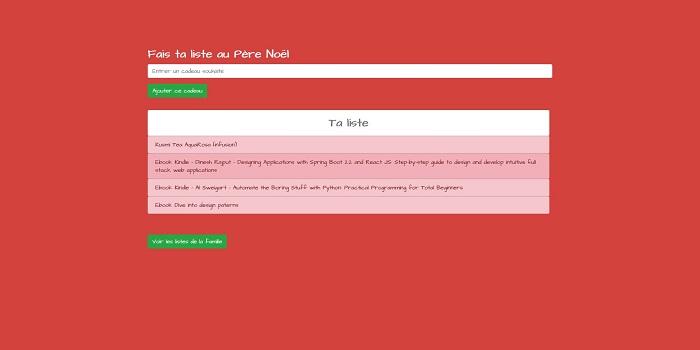 Fais ta liste au Père Noël
Entrer un cadeau souhaité
Ajouter ce cadeau
Ta liste
Kusmi Tea AquaRosa (infusion)
Ebook Kindle - Dinesh Rajput - Designing Applications with Spring Boot 2.2 and React JS: Step-by-step guide to design and develop intuitive full
stack web applications
Ebook Kindle - Al Sweigart - Automate the Boring Stuff with Python: Practical Programming for Total Beginners
Ebook Dive into design paterns
Voir les listes de la famille